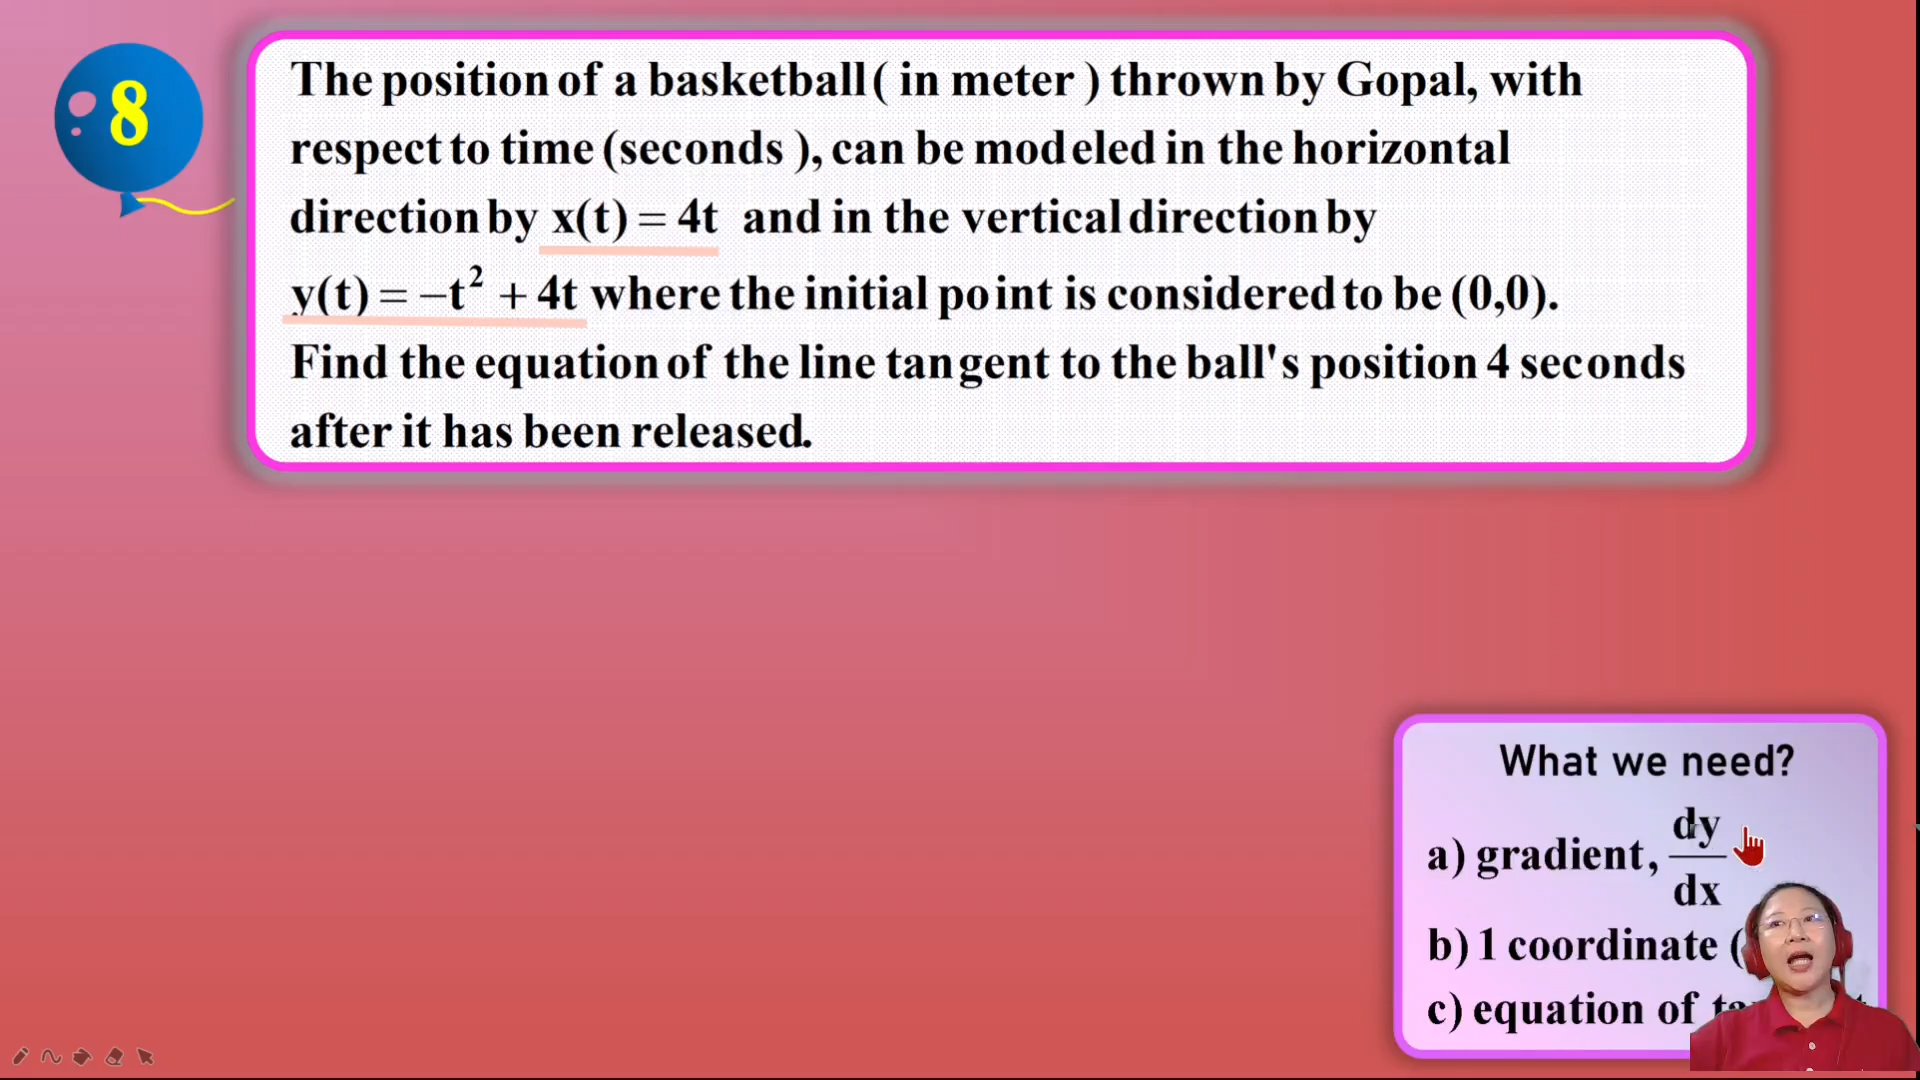 8
The position of a basketball ( in meter ) thrown by Gopal, with
respect to time (seconds ), can be modeled in the horizontal
direction by x(t) = 4t and in the vertical direction by
y(t) = −t² + 4t where the initial point is considered to be (0,0).
Find the equation of the line tangent to the ball's position 4 seconds
after it has been released.
What we need?
a) gradient, dy/dx
b) 1 coordinate (
c) equation of